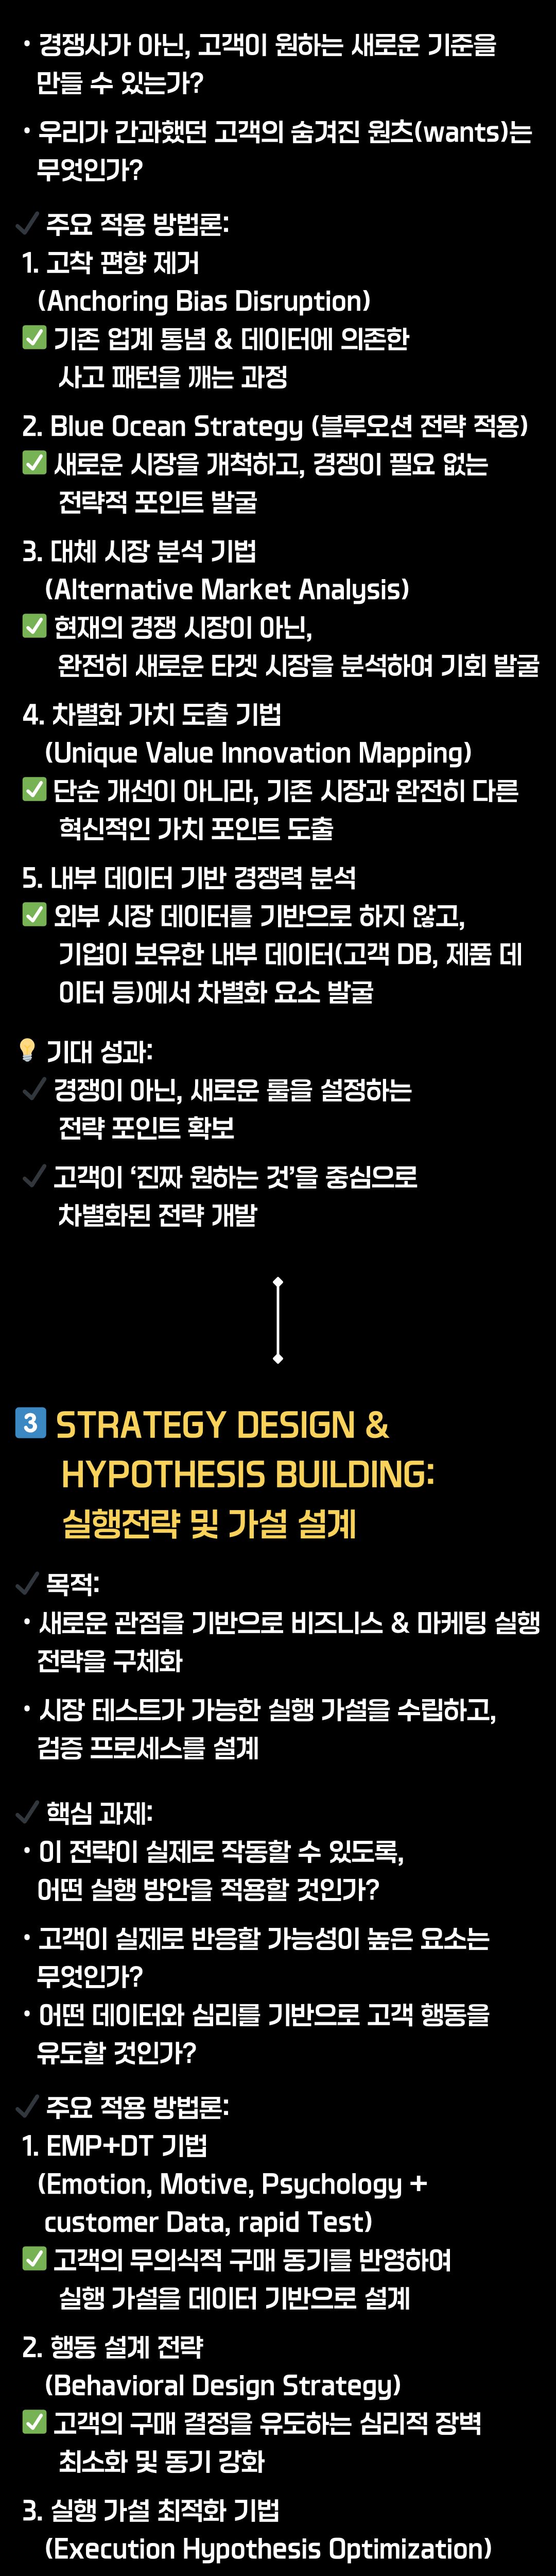 • 경쟁사가 아닌, 고객이 원하는 새로운 기준을
만들 수 있는가?
• 우리가 간과했던 고객의 숨겨진 원츠(wants)는
무엇인가?
✔ 주요 적용 방법론:
1. 고착 편향 제거
(Anchoring Bias Disruption)
✅ 기존 업계 통념 & 데이터에 의존한
사고 패턴을 깨는 과정
2. Blue Ocean Strategy (블루오션 전략 적용)
✅ 새로운 시장을 개척하고, 경쟁이 필요 없는
전략적 포인트 발굴
3. 대체 시장 분석 기법
(Alternative Market Analysis)
✅ 현재의 경쟁 시장이 아닌,
완전히 새로운 타겟 시장을 분석하여 기회 발굴
4. 차별화 가치 도출 기법
(Unique Value Innovation Mapping)
✅ 단순 개선이 아니라, 기존 시장과 완전히 다른
혁신적인 가치 포인트 도출
5. 내부 데이터 기반 경쟁력 분석
✅ 외부 시장 데이터를 기반으로 하지 않고,
기업이 보유한 내부 데이터(고객 DB, 제품 데
이터 등)에서 차별화 요소 발굴
💡 기대 성과:
✔ 경쟁이 아닌, 새로운 룰을 설정하는
전략 포인트 확보
✔ 고객이 ‘진짜 원하는 것’을 중심으로
차별화된 전략 개발
3️⃣ STRATEGY DESIGN &
HYPOTHESIS BUILDING:
실행전략 및 가설 설계
✔ 목적:
• 새로운 관점을 기반으로 비즈니스 & 마케팅 실행
전략을 구체화
• 시장 테스트가 가능한 실행 가설을 수립하고,
검증 프로세스를 설계
✔ 핵심 과제:
• 이 전략이 실제로 작동할 수 있도록,
어떤 실행 방안을 적용할 것인가?
• 고객이 실제로 반응할 가능성이 높은 요소는
무엇인가?
• 어떤 데이터와 심리를 기반으로 고객 행동을
유도할 것인가?
✔ 주요 적용 방법론:
1. EMP+DT 기법
(Emotion, Motive, Psychology +
customer Data, rapid Test)
✅ 고객의 무의식적 구매 동기를 반영하여
실행 가설을 데이터 기반으로 설계
2. 행동 설계 전략
(Behavioral Design Strategy)
✅ 고객의 구매 결정을 유도하는 심리적 장벽
최소화 및 동기 강화
3. 실행 가설 최적화 기법
(Execution Hypothesis Optimization)